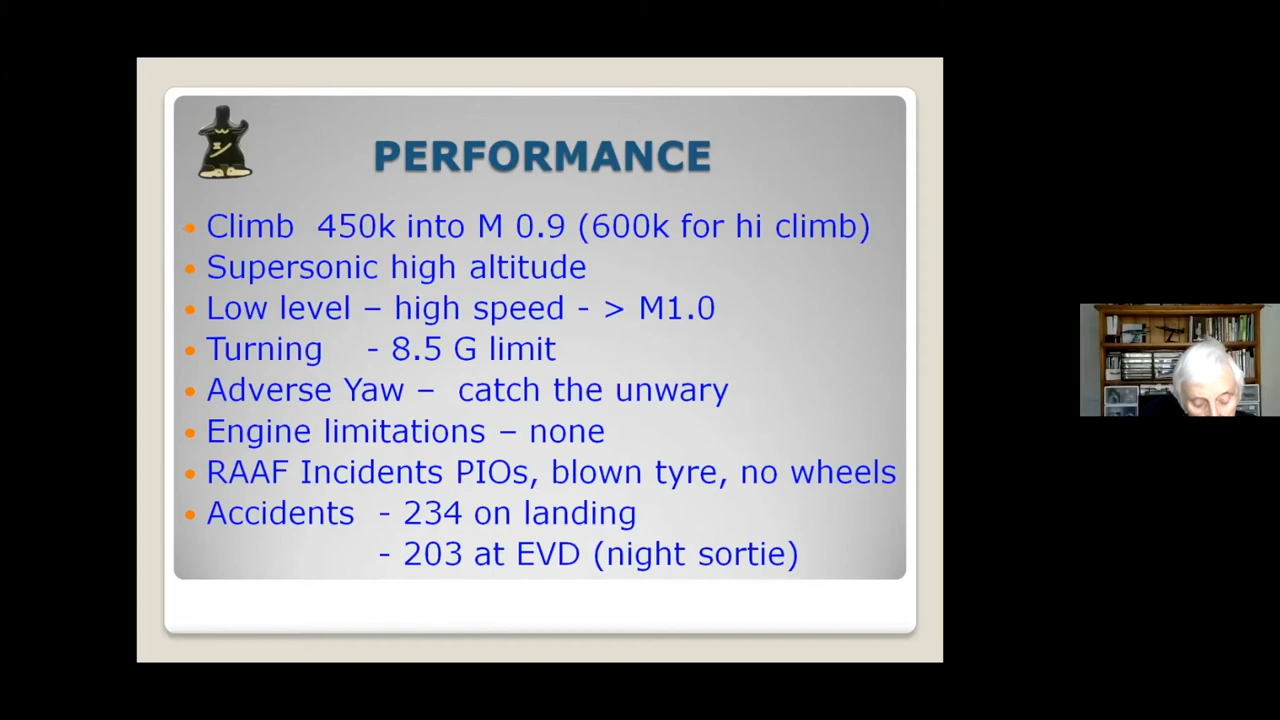 PERFORMANCE
• Climb 450k into M 0.9 (600k for hi climb)
• Supersonic high altitude
• Low level – high speed - > M1.0
• Turning - 8.5 G limit
• Adverse Yaw – catch the unwary
• Engine limitations – none
• RAAF Incidents PIOs, blown tyre, no wheels
• Accidents - 234 on landing
- 203 at EVD (night sortie)